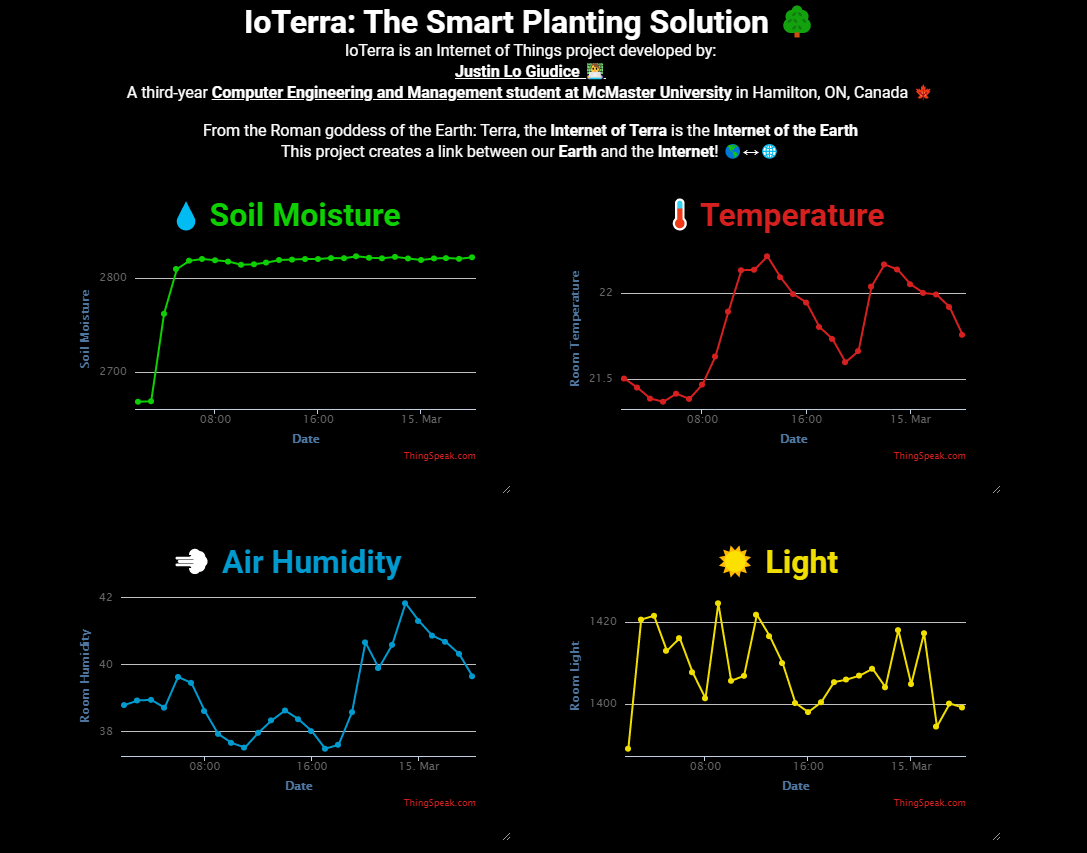 IoTerra: The Smart Planting Solution 🌳
IoTerra is an Internet of Things project developed by:
Justin Lo Giudice 👨‍💻
A third-year Computer Engineering and Management student at McMaster University in Hamilton, ON, Canada 🍁
From the Roman goddess of the Earth: Terra, the Internet of Terra is the Internet of the Earth
This project creates a link between our Earth and the Internet! 🌎↔🌐
💧 Soil Moisture
2800
2700
Soil Moisture
08:00 16:00 15. Mar
Date
ThingSpeak.com
🌡 Temperature
22
21.5
Room Temperature
08:00 16:00 15. Mar
Date
ThingSpeak.com
💨 Air Humidity
42
40
38
Room Humidity
08:00 16:00 15. Mar
Date
ThingSpeak.com
☀ Light
1420
1400
Room Light
08:00 16:00 15. Mar
Date
ThingSpeak.com